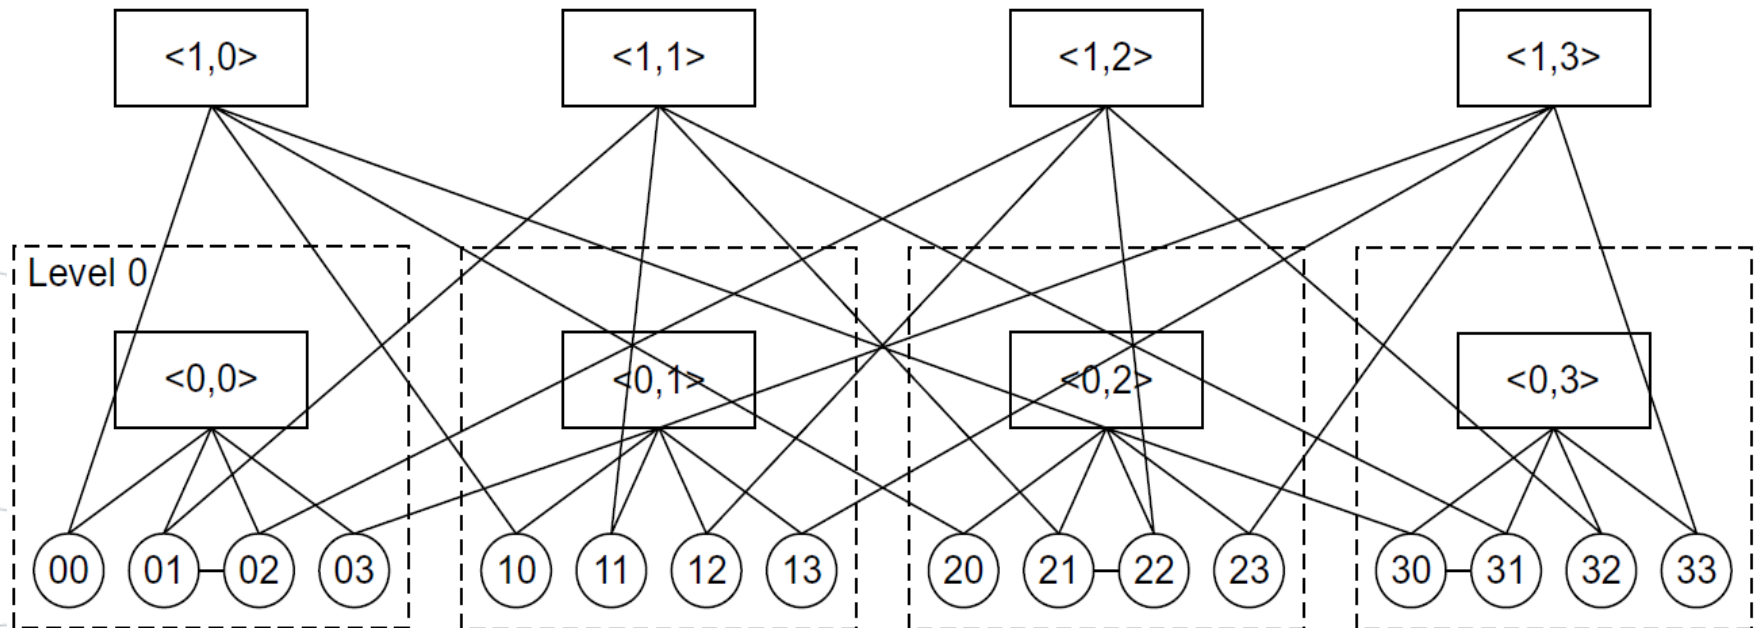 <1,0> <1,1> <1,2> <1,3>
Level 0
<0,0> <0,1> <0,2> <0,3>
00 01 02 03 10 11 12 13 20 21 22 23 30 31 32 33